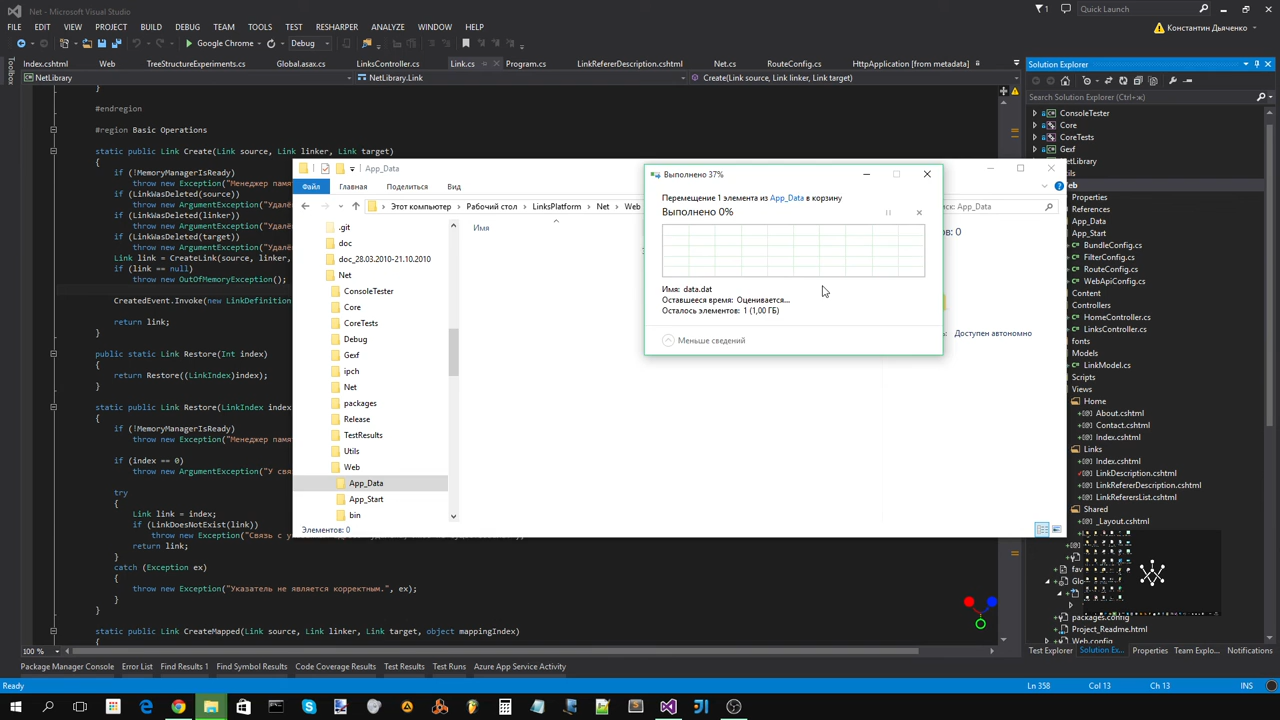 Net - Microsoft Visual Studio
1
Quick Launch
FILE EDIT VIEW PROJECT BUILD DEBUG TEAM TOOLS TEST RESHARPER ANALYZE WINDOW HELP
Константин Дьяченко
Google Chrome Debug
Index.cshtml Web TreeStructureExperiments.cs Global.asax.cs LinksController.cs Link.cs Program.cs LinkRefererDescription.cshtml Net.cs RouteConfig.cs HttpApplication [from metadata]
NetLibrary NetLibrary.Link Create(Link source, Link linker, Link target)
Toolbox
}
#endregion
#region Basic Operations
static public Link Create(Link source, Link linker, Link target)
{
if (!MemoryManagerIsReady)
throw new Exception("Менеджер памят
if (LinkWasDeleted(source))
throw new ArgumentException("Удалё
if (LinkWasDeleted(linker))
throw new ArgumentException("Удалё
if (LinkWasDeleted(target))
throw new ArgumentException("Удалё
Link link = Create(source, linker,
if (link == null)
throw new OutOfMemoryException();
CreatedEvent.Invoke(new LinkDefinition
return link;
}
public static Link Restore(Int index)
{
return Restore((LinkIndex)index);
}
static public Link Restore(LinkIndex index
{
if (!MemoryManagerIsReady)
throw new Exception("Менеджер памят
if (index == 0)
throw new ArgumentException("У свя
try
{
Link link = index;
if (LinkDoesNotExist(link))
throw new Exception("Связь с у
return link;
}
catch (Exception ex)
{
throw new Exception("Указатель не является корректным.", ex);
}
}
static public Link CreateMapped(Link source, Link linker, Link target, object mappingIndex)
{
100 %
App_Data
Файл Главная Поделиться Вид
Этот компьютер Рабочий стол LinksPlatform Net Web
App_Data
.git
doc
doc_28.03.2010-21.10.2010
Net
ConsoleTester
Core
CoreTests
Debug
Gexf
ipch
Net
packages
Release
TestResults
Utils
Web
App_Data
App_Start
bin
Имя
Доступен автономно
Элементов: 0
Выполнено 37%
Перемещение 1 элемента из App_Data в корзину
Выполнено 0%
Имя: data.dat
Оставшееся время: Оценивается...
Осталось элементов: 1 (1,00 ГБ)
Меньше сведений
Solution Explorer
Search Solution Explorer (Ctrl+ж)
ConsoleTester
Core
CoreTests
Gexf
NetLibrary
Properties
References
App_Data
App_Start
BundleConfig.cs
FilterConfig.cs
RouteConfig.cs
WebApiConfig.cs
Content
Controllers
HomeController.cs
LinksController.cs
fonts
Models
LinkModel.cs
Scripts
Home
About.cshtml
Contact.cshtml
Index.cshtml
Links
Index.cshtml
LinkDescription.cshtml
LinkRefererDescription.cshtml
LinkReferersList.cshtml
Shared
_Layout.cshtml
fav
packages.config
Project_Readme.html
Web.config
Test Explorer Solution Ex... Properties Team Explo... Notifications
Package Manager Console Error List Find Results 1 Find Symbol Results Code Coverage Results Test Results Test Runs Azure App Service Activity
Ready Ln 358 Col 13 Ch 13 INS